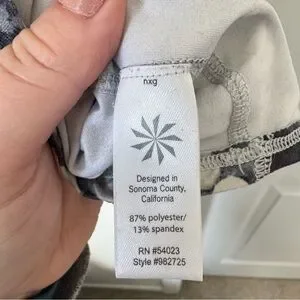 nxg
Designed in
Sonoma County,
California
87% polyester/
13% spandex
RN #54023
Style #982725